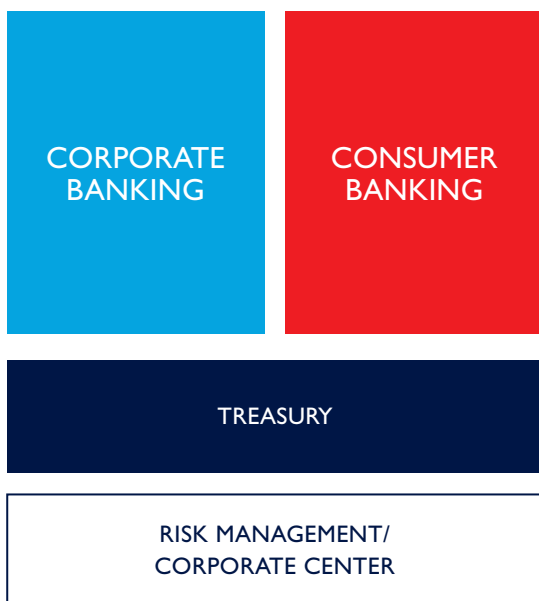 CORPORATE
BANKING
CONSUMER
BANKING
TREASURY
RISK MANAGEMENT/
CORPORATE CENTER